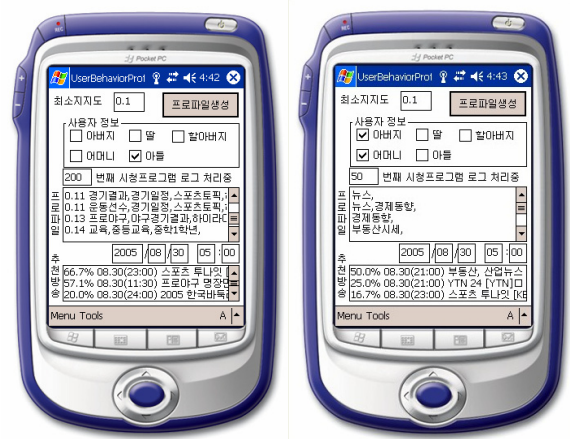 REC
Pocket PC
UserBehaviorProt 4:42
최소지지도 0.1 프로파일생성
사용자 정보
아버지 딸 할아버지
어머니 아들
200 번째 시청프로그램 로그 처리중
프로파일
0.11 경기결과,경기일정,스포츠토픽,
0.11 운동선수,경기일정,스포츠토픽,
0.13 프로야구,야구경기결과,하이라
0.14 교육,중등교육,중학1학년,
2005 /08 /30 05 :00
추천방송
66.7% 08.30(23:00) 스포츠 투나잇
57.1% 08.30(11:30) 프로야구 명장면
20.0% 08.30(24:00) 2005 한국바둑
Menu Tools A
REC
Pocket PC
UserBehaviorProt 4:43
최소지지도 0.1 프로파일생성
사용자 정보
아버지 딸 할아버지
어머니 아들
50 번째 시청프로그램 로그 처리중
프로파일
뉴스,
뉴스,경제동향,
경제동향,
부동산시세,
2005 /08 /30 05 :00
추천방송
50.0% 08.30(21:00) 부동산, 산업뉴스
25.0% 08.30(21:00) YTN 24 [YTN]
16.7% 08.30(23:00) 스포츠 투나잇 [KE
Menu Tools A